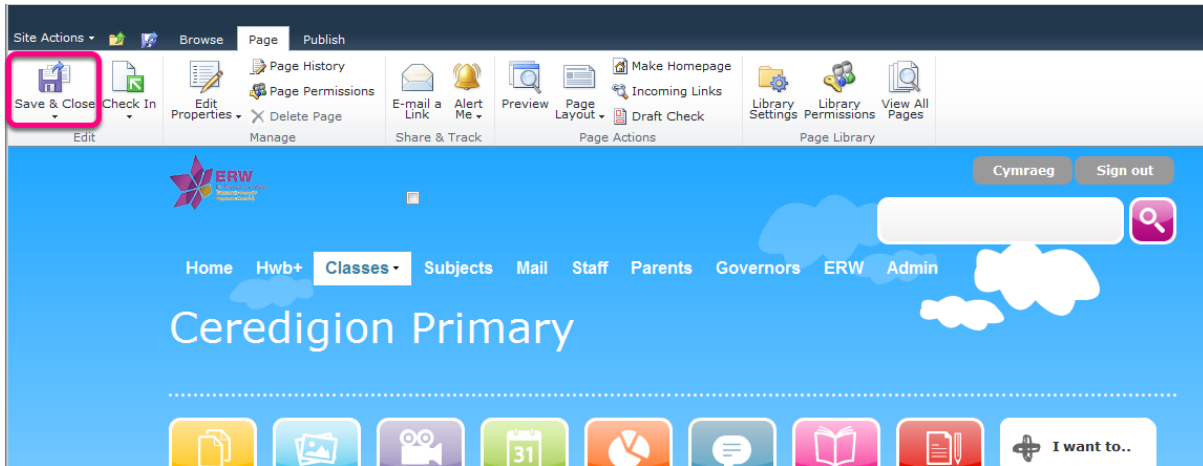 Site Actions
Browse Page Publish
Save & Close
Check In
Edit
Edit Properties
Page History
Page Permissions
Delete Page
Manage
E-mail a Link
Alert Me
Share & Track
Preview
Page Layout
Make Homepage
Incoming Links
Draft Check
Page Actions
Library Settings
Library Permissions
View All Pages
Page Library
ERW
Cymraeg Sign out
Home Hwb+ Classes Subjects Mail Staff Parents Governors ERW Admin
Ceredigion Primary
31
I want to..